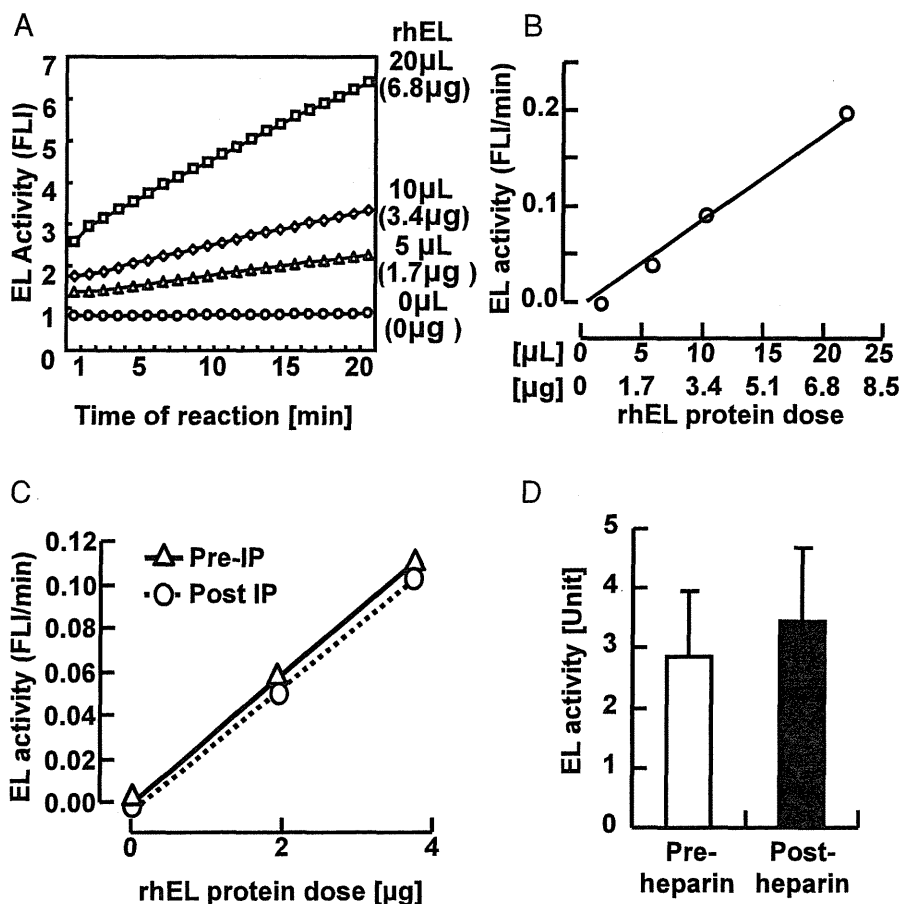 A
rhEL
20µL
(6.8µg)
10µL
(3.4µg)
5 µL
(1.7µg )
0µL
(0µg )
EL Activity (FLI)
7
6
5
4
3
2
1
0
1 5 10 15 20
Time of reaction [min]
B
EL activity (FLI/min)
0.2
0.1
0.0
[µL] 0 5 10 15 20 25
[µg] 0 1.7 3.4 5.1 6.8 8.5
rhEL protein dose
C
EL activity (FLI/min)
0.12
0.10
0.08
0.06
0.04
0.02
0.00
Pre-IP
Post IP
0 2 4
rhEL protein dose [µg]
D
EL activity [Unit]
5
4
3
2
1
0
Pre-
heparin
Post-
heparin